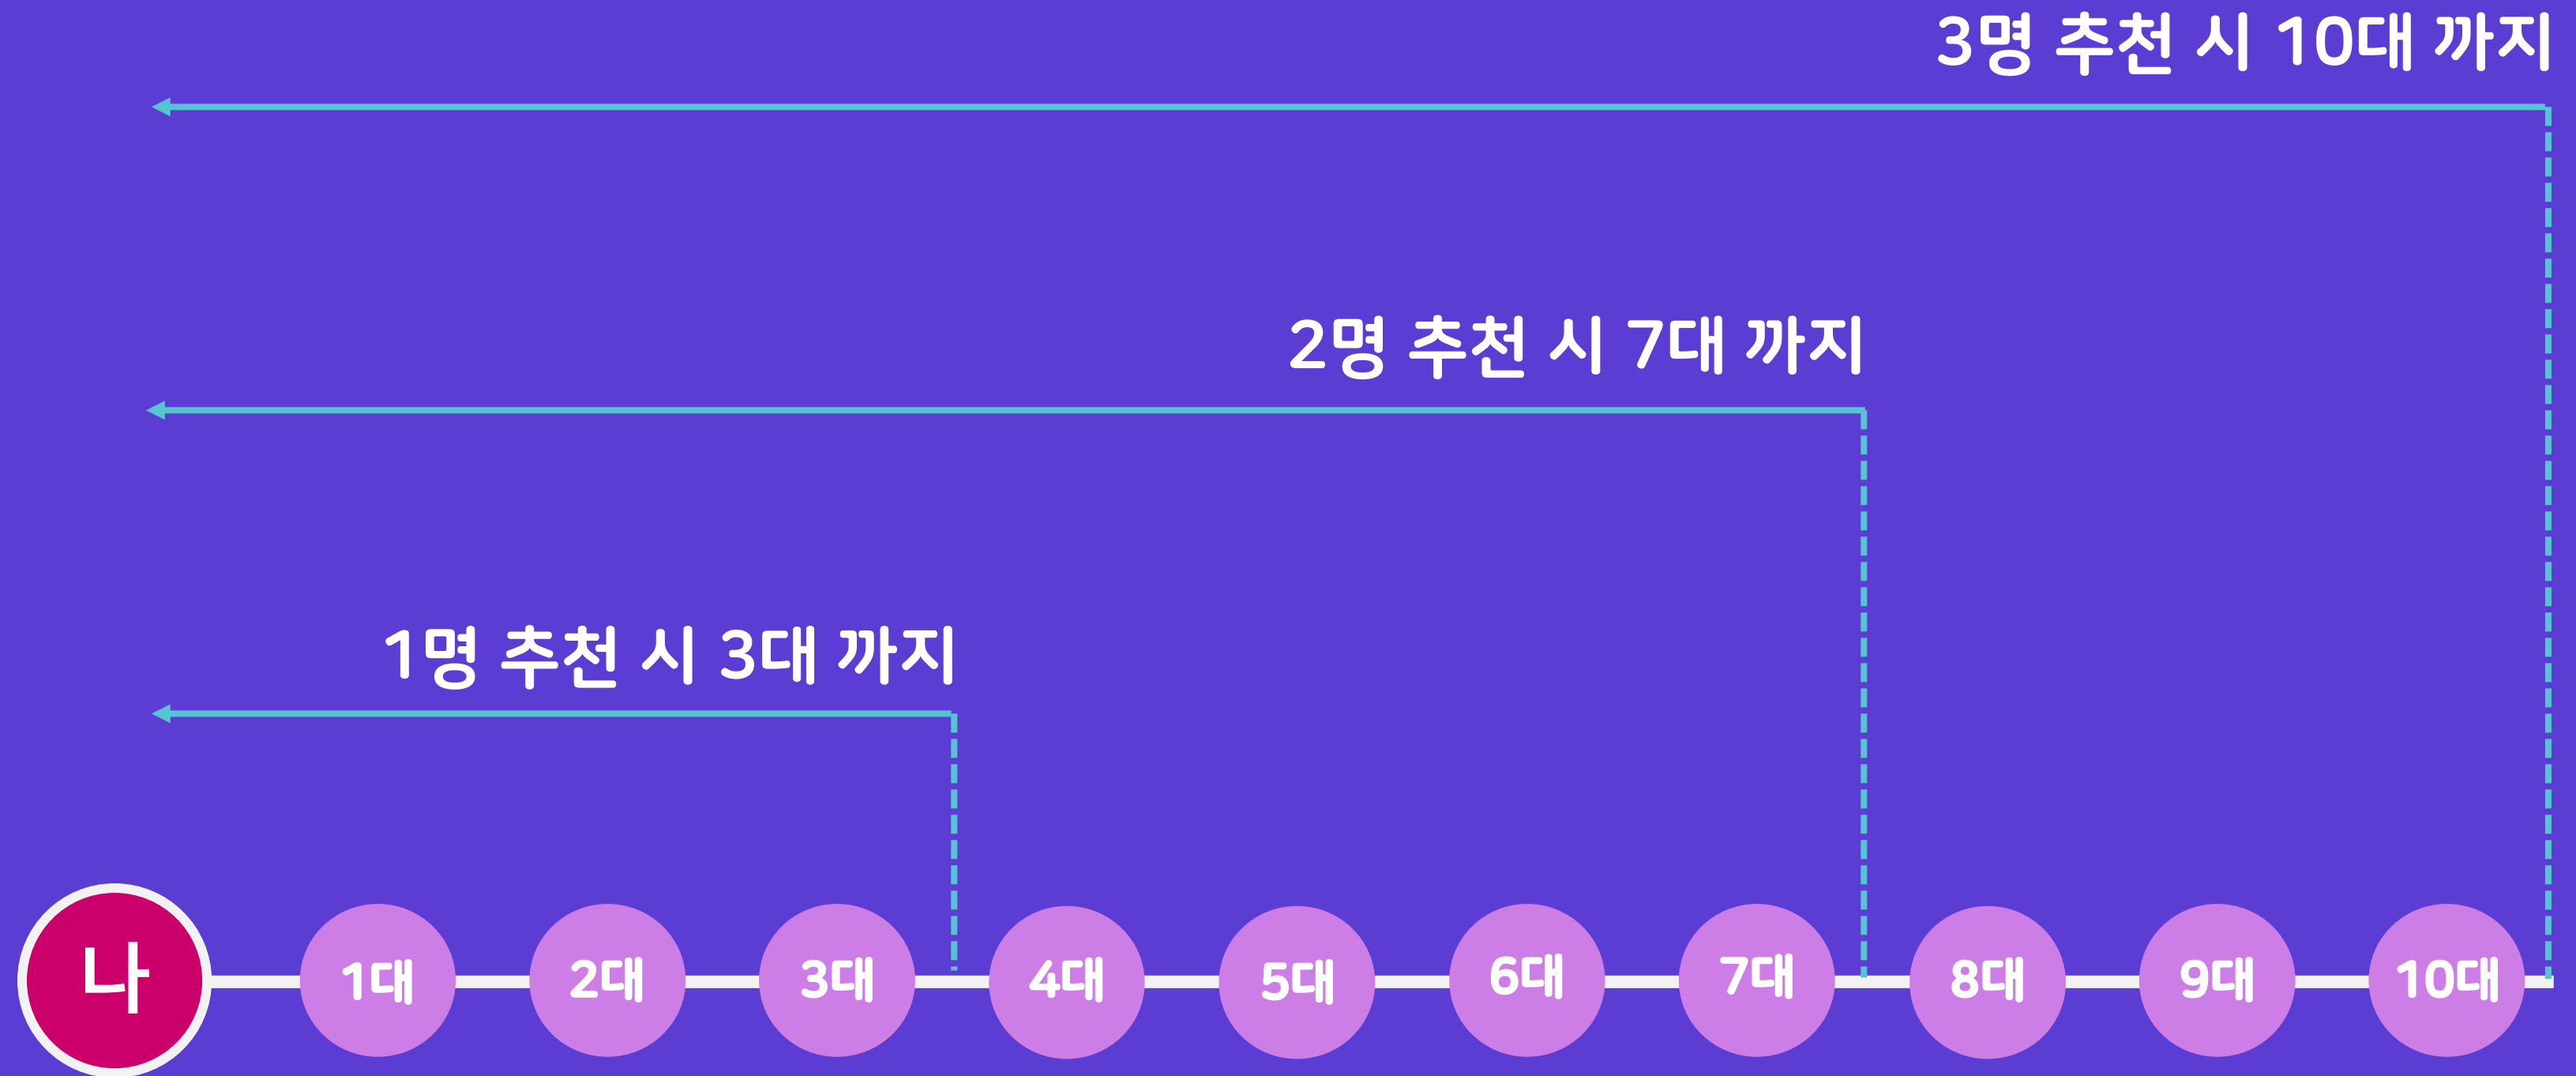 3명 추천 시 10대 까지
2명 추천 시 7대 까지
1명 추천 시 3대 까지
나 1대 2대 3대 4대 5대 6대 7대 8대 9대 10대